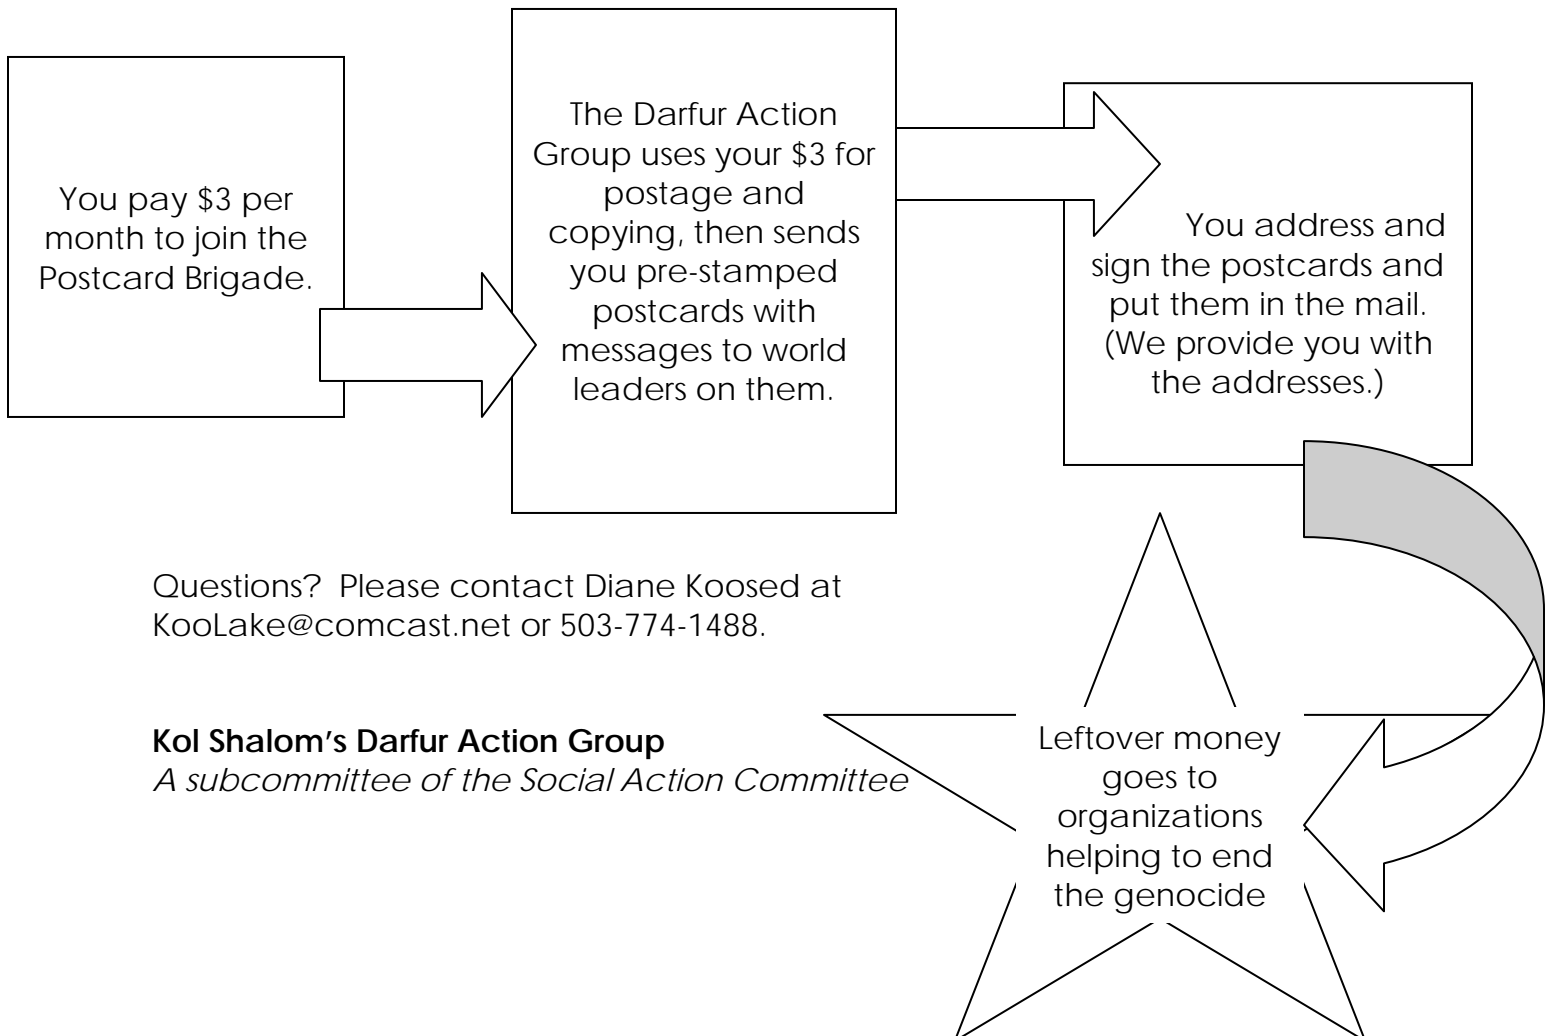 You pay $3 per
month to join the
Postcard Brigade.
The Darfur Action
Group uses your $3 for
postage and
copying, then sends
you pre-stamped
postcards with
messages to world
leaders on them.
You address and
sign the postcards and
put them in the mail.
(We provide you with
the addresses.)
Leftover money
goes to
organizations
helping to end
the genocide
Questions?  Please contact Diane Koosed at
KooLake@comcast.net or 503-774-1488.
Kol Shalom’s Darfur Action Group
A subcommittee of the Social Action Committee